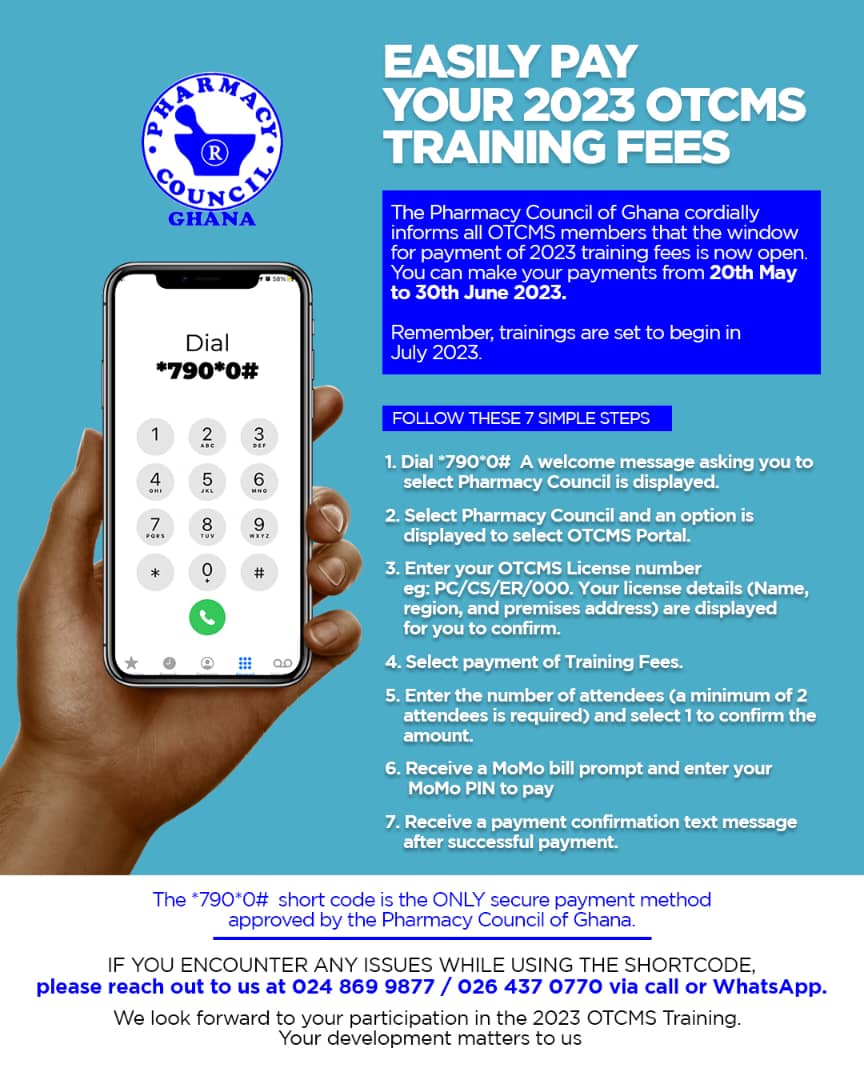 PHARMACY
COUNCIL
R
GHANA
EASILY PAY
YOUR 2023 OTCMS
TRAINING FEES
The Pharmacy Council of Ghana cordially
informs all OTCMS members that the window
for payment of 2023 training fees is now open.
You can make your payments from 20th May
to 30th June 2023.
Remember, trainings are set to begin in
July 2023.
58%
Dial
*790*0#
1 2 3
ABC DEF
4 5 6
GHI JKL MNO
7 8 9
PQRS TUV WXYZ
* 0 #
+
FOLLOW THESE 7 SIMPLE STEPS
1. Dial *790*0# A welcome message asking you to
select Pharmacy Council is displayed.
2. Select Pharmacy Council and an option is
displayed to select OTCMS Portal.
3. Enter your OTCMS License number
eg: PC/CS/ER/000. Your license details (Name,
region, and premises address) are displayed
for you to confirm.
4. Select payment of Training Fees.
5. Enter the number of attendees (a minimum of 2
attendees is required) and select 1 to confirm the
amount.
6. Receive a MoMo bill prompt and enter your
MoMo PIN to pay
7. Receive a payment confirmation text message
after successful payment.
The *790*0# short code is the ONLY secure payment method
approved by the Pharmacy Council of Ghana.
IF YOU ENCOUNTER ANY ISSUES WHILE USING THE SHORTCODE,
please reach out to us at 024 869 9877 / 026 437 0770 via call or WhatsApp.
We look forward to your participation in the 2023 OTCMS Training.
Your development matters to us